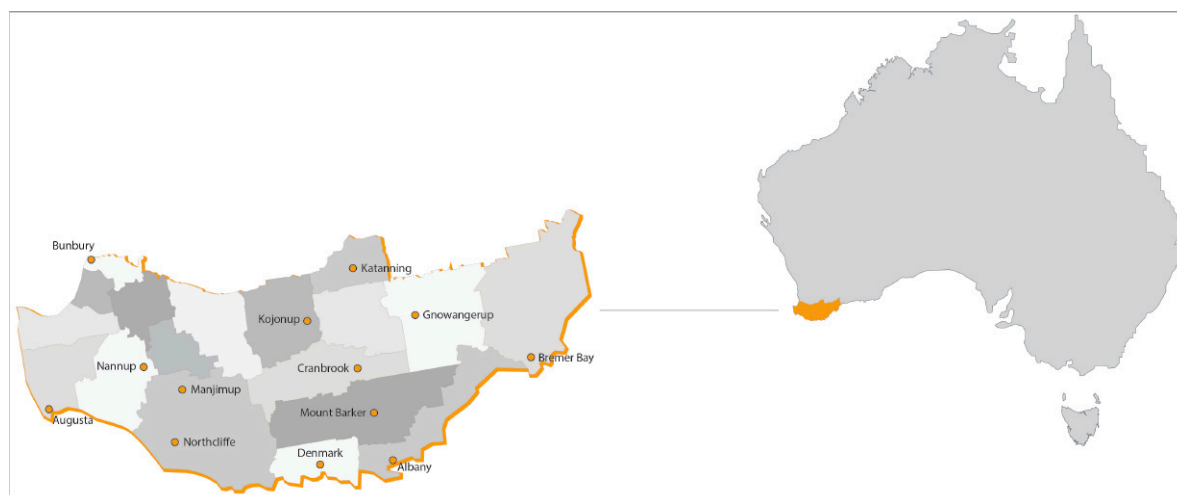 Bunbury
Katanning
Gnowangerup
Kojonup
Bremer Bay
Nannup
Cranbrook
Manjimup
Augusta
Mount Barker
Northcliffe
Denmark
Albany